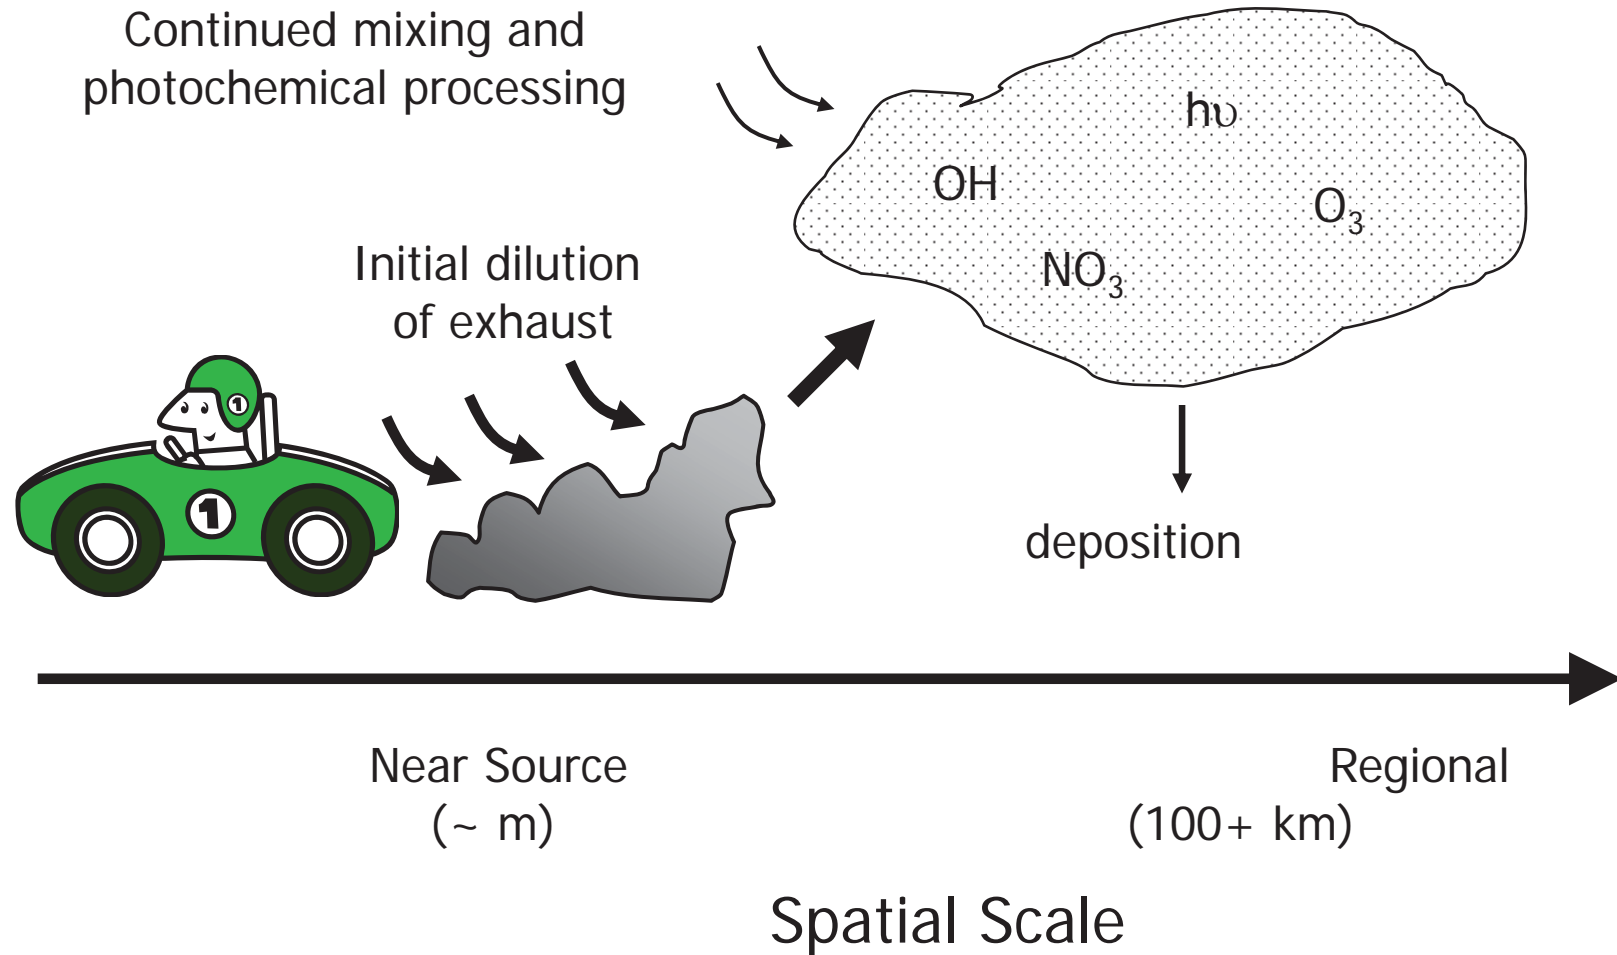 Continued mixing and
photochemical processing
hυ
OH
O₃
NO₃
Initial dilution
of exhaust
1
1
deposition
Near Source
(~ m)
Regional
(100+ km)
Spatial Scale